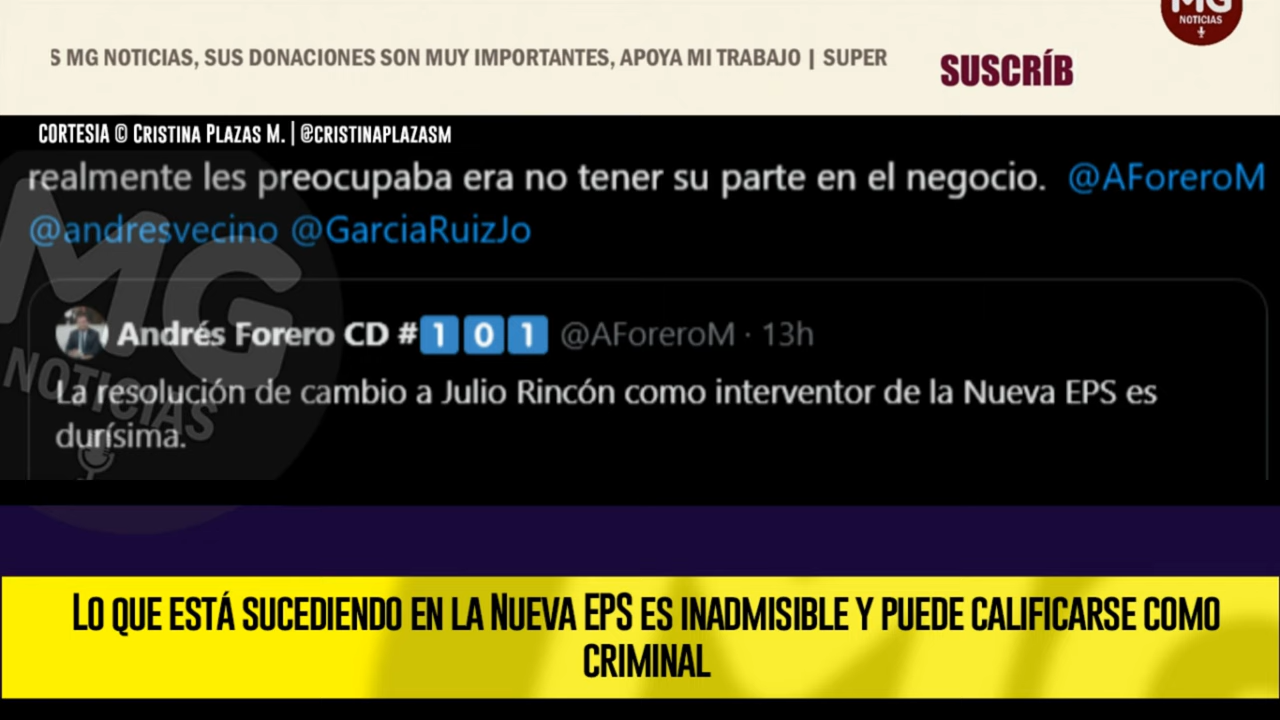 MG
NOTICIAS
S MG NOTICIAS, SUS DONACIONES SON MUY IMPORTANTES, APOYA MI TRABAJO | SUPER
SUSCRÍB
CORTESIA © CRISTINA PLAZAS M. | @CRISTINAPLAZASM
realmente les preocupaba era no tener su parte en el negocio. @AForeroM
@andresvecino @GarciaRuizJo
MG
NOTICIAS
Andrés Forero CD #101 @AForeroM · 13h
La resolución de cambio a Julio Rincón como interventor de la Nueva EPS es
durísima.
LO QUE ESTÁ SUCEDIENDO EN LA NUEVA EPS ES INADMISIBLE Y PUEDE CALIFICARSE COMO
CRIMINAL